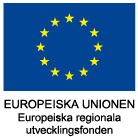 EUROPEISKA UNIONEN
Europeiska regionala
utvecklingsfonden